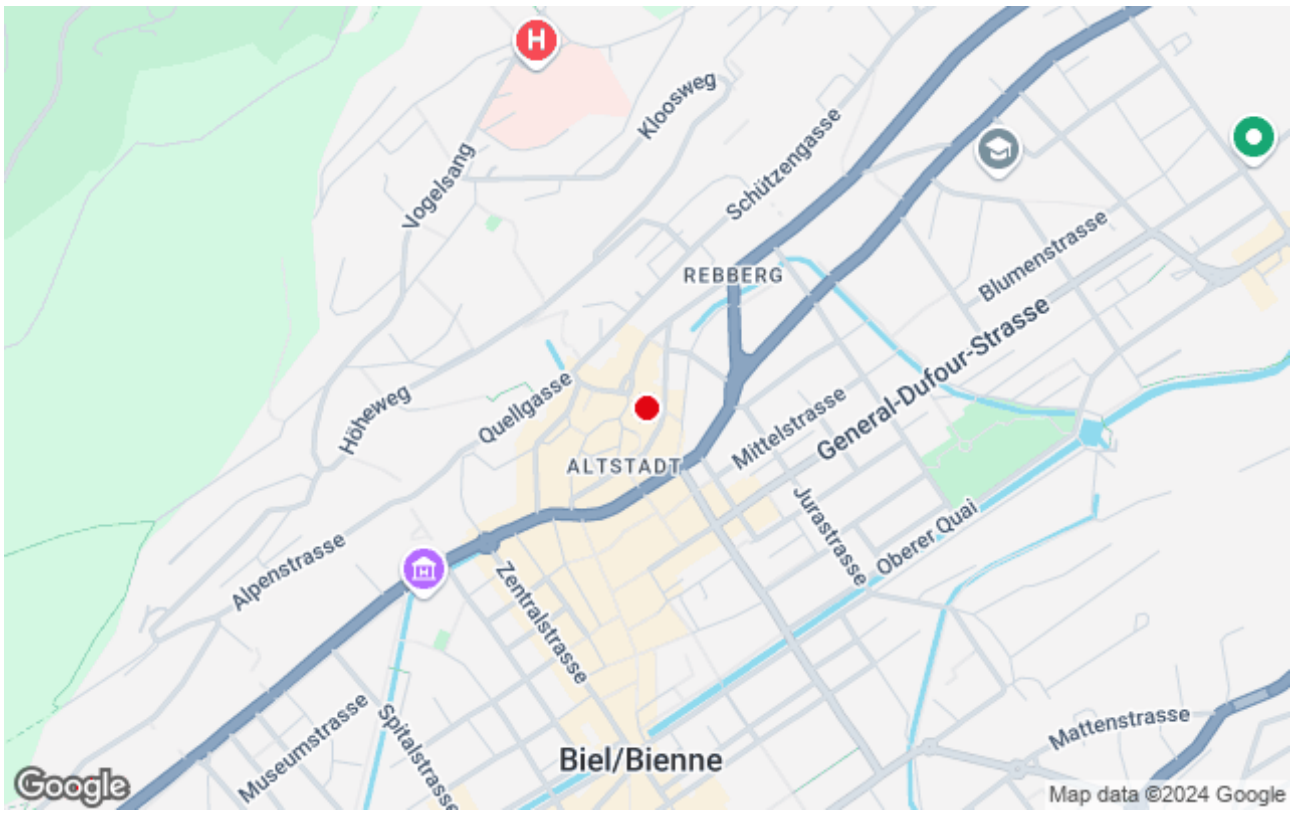 H
Kloosweg
Schützengasse
Vogelsang
REBBERG
Blumenstrasse
General-Dufour-Strasse
Höheweg
Quellgasse
Mittelstrasse
ALTSTADT
Jurastrasse
Oberer Quai
Alpenstrasse
H
Zentralstrasse
Museumstrasse
Spitalstrasse
Mattenstrasse
Biel/Bienne
Google
Map data ©2024 Google